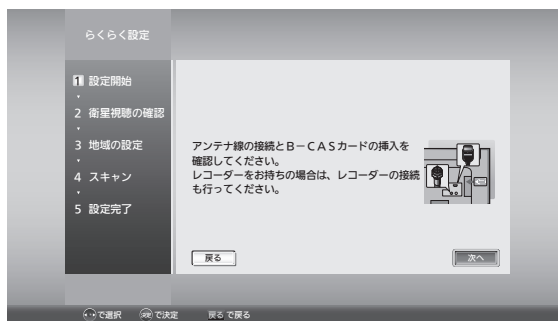 らくらく設定
1 設定開始
2 衛星視聴の確認
3 地域の設定
4 スキャン
5 設定完了
アンテナ線の接続とB-CASカードの挿入を
確認してください。
レコーダーをお持ちの場合は、レコーダーの接続
も行ってください。
戻る 次へ
で選択 決定 で決定 戻る で戻る